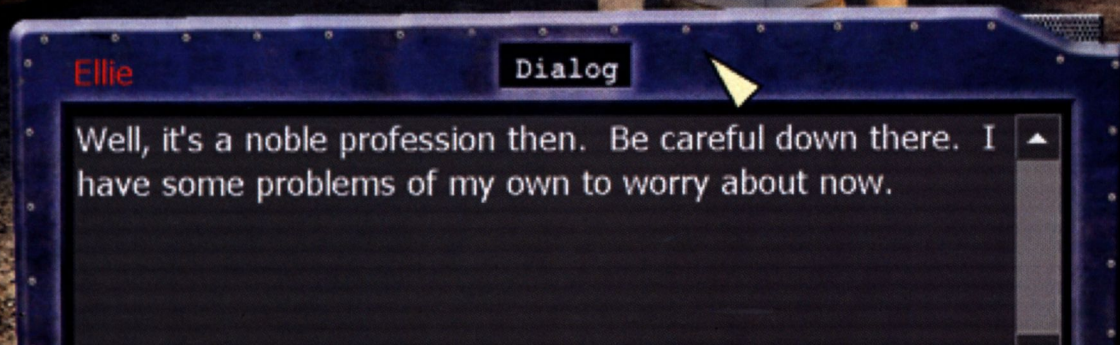 Ellie
Dialog
Well, it's a noble profession then.  Be careful down there.  I
have some problems of my own to worry about now.